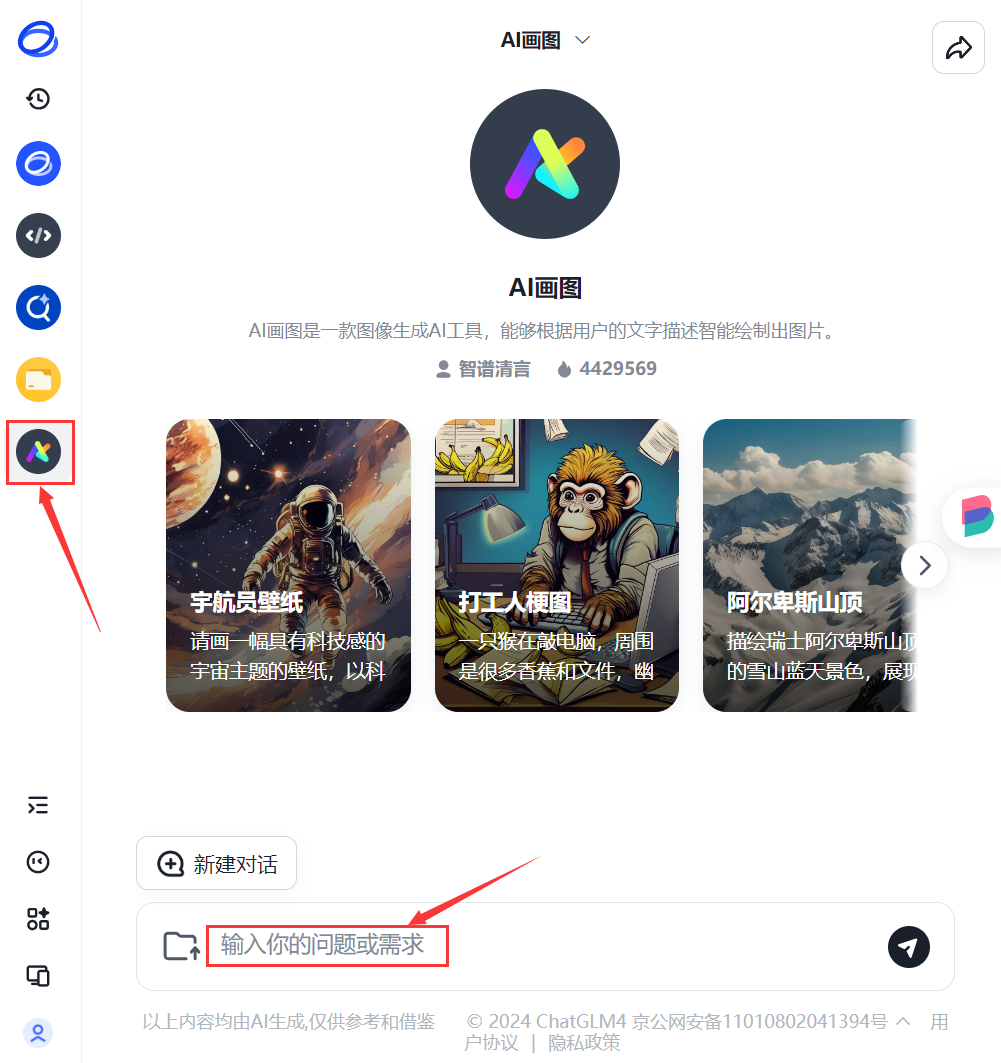 AI画图
AI画图
AI画图是一款图像生成AI工具，能够根据用户的文字描述智能绘制出图片。
智谱清言 4429569
宇航员壁纸
请画一幅具有科技感的
宇宙主题的壁纸，以科
打工人梗图
一只猴在敲电脑，周围
是很多香蕉和文件，幽
阿尔卑斯山顶
描绘瑞士阿尔卑斯山顶
的雪山蓝天景色，展现
新建对话
输入你的问题或需求
以上内容均由AI生成,仅供参考和借鉴
© 2024 ChatGLM4 京公网安备11010802041394号 用
户协议 | 隐私政策